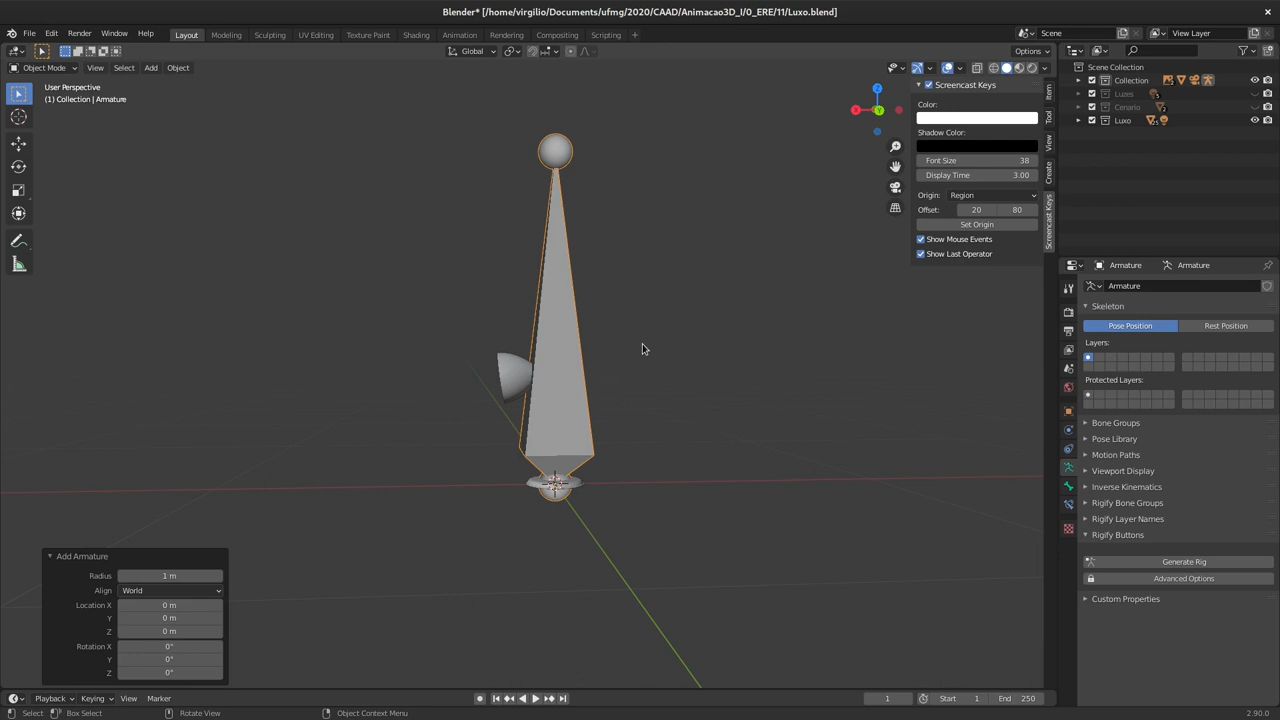 Blender* [/home/virgilio/Documents/ufmg/2020/CAAD/Animacao3D_I/0_ERE/11/Luxo.blend]
File Edit Render Window Help
Layout Modeling Sculpting UV Editing Texture Paint Shading Animation Rendering Compositing Scripting
Scene
View Layer
Global
Options
Object Mode View Select Add Object
User Perspective
(1) Collection | Armature
Z
X
Y
Screencast Keys
Color:
Shadow Color:
Font Size 38
Display Time 3.00
Origin: Region
Offset: 20 80
Set Origin
Show Mouse Events
Show Last Operator
Item
Tool
View
Create
Screencast Keys
Scene Collection
Collection
Luzes
Cenario
Luxo
Armature Armature
Armature
Skeleton
Pose Position Rest Position
Layers:
Protected Layers:
Bone Groups
Pose Library
Motion Paths
Viewport Display
Inverse Kinematics
Rigify Bone Groups
Rigify Layer Names
Rigify Buttons
Generate Rig
Advanced Options
Custom Properties
Add Armature
Radius 1 m
Align World
Location X 0 m
Y 0 m
Z 0 m
Rotation X 0°
Y 0°
Z 0°
Playback Keying View Marker
1
Start 1
End 250
Select Box Select Rotate View Object Context Menu
2.90.0